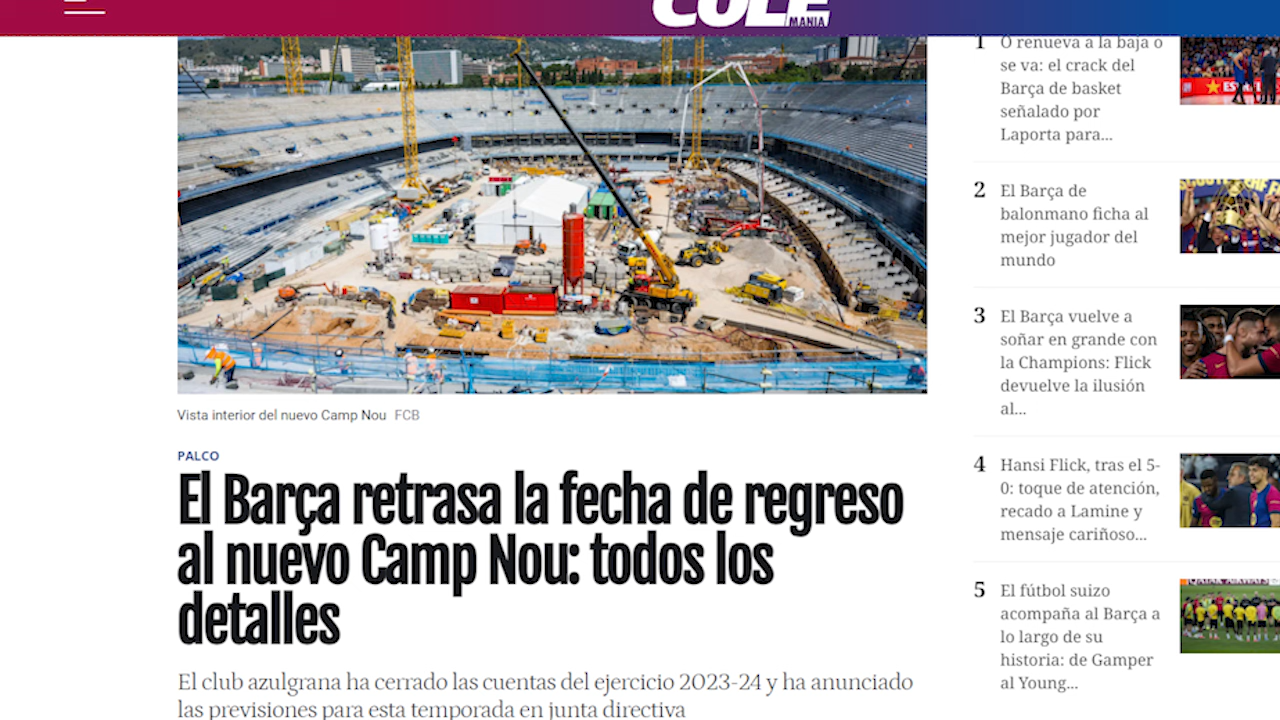 CULE
MANIA
Vista interior del nuevo Camp Nou FCB
PALCO
El Barça retrasa la fecha de regreso
al nuevo Camp Nou: todos los
detalles
El club azulgrana ha cerrado las cuentas del ejercicio 2023-24 y ha anunciado
las previsiones para esta temporada en junta directiva
1 O renueva a la baja o
se va: el crack del
Barça de basket
señalado por
Laporta para...
2 El Barça de
balonmano ficha al
mejor jugador del
mundo
3 El Barça vuelve a
soñar en grande con
la Champions: Flick
devuelve la ilusión
al...
4 Hansi Flick, tras el 5-
0: toque de atención,
recado a Lamine y
mensaje cariñoso...
5 El fútbol suizo
acompaña al Barça a
lo largo de su
historia: de Gamper
al Young...